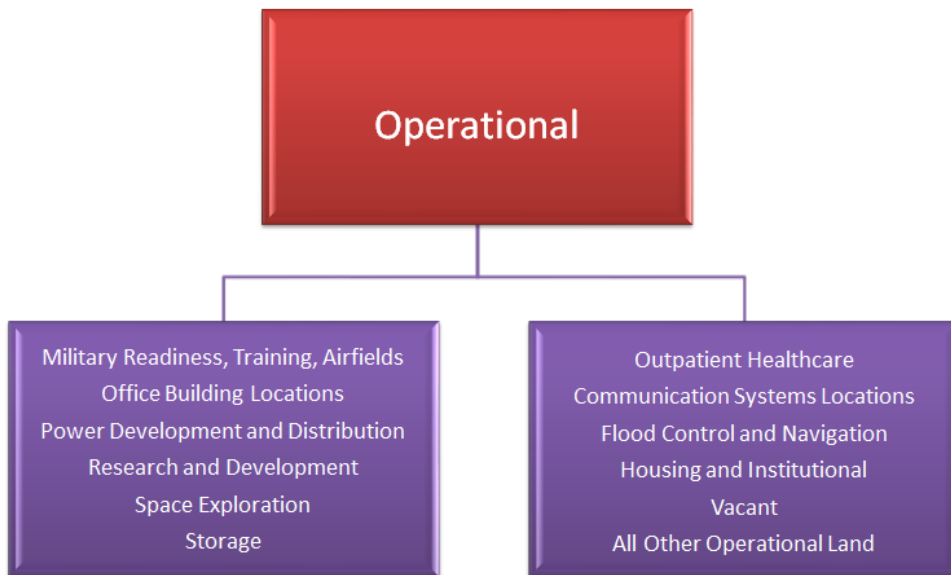 Operational
Military Readiness, Training, Airfields
Office Building Locations
Power Development and Distribution
Research and Development
Space Exploration
Storage
Outpatient Healthcare
Communication Systems Locations
Flood Control and Navigation
Housing and Institutional
Vacant
All Other Operational Land